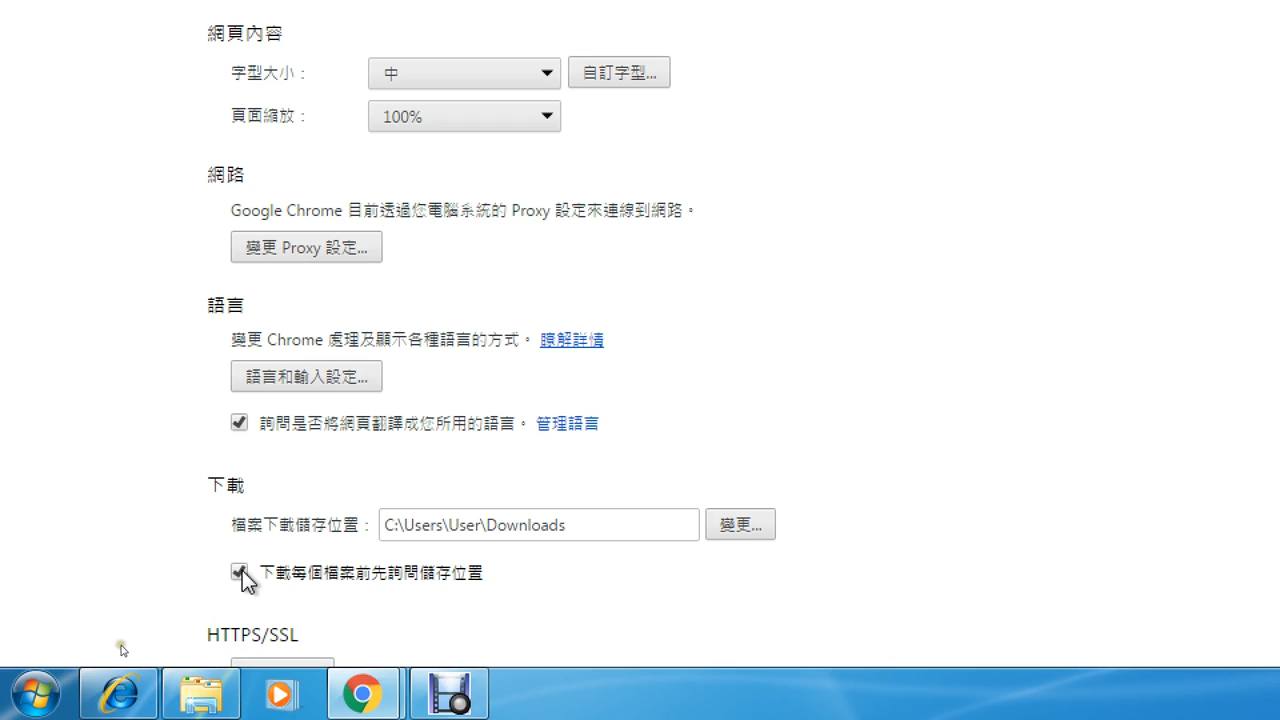 網頁內容
字型大小： 中 自訂字型...
頁面縮放： 100%
網路
Google Chrome 目前透過您電腦系統的 Proxy 設定來連線到網路。
變更 Proxy 設定...
語言
變更 Chrome 處理及顯示各種語言的方式。 瞭解詳情
語言和輸入設定...
詢問是否將網頁翻譯成您所用的語言。 管理語言
下載
檔案下載儲存位置： C:\Users\User\Downloads 變更...
下載每個檔案前先詢問儲存位置
HTTPS/SSL